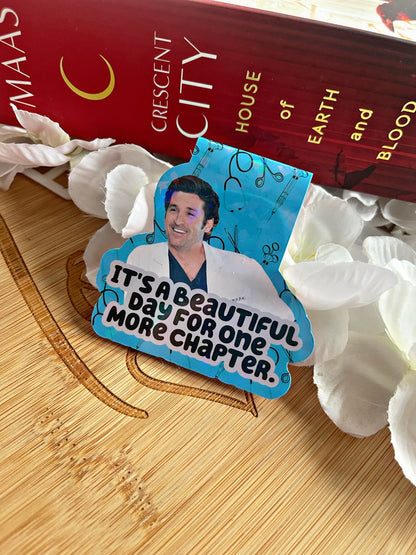 MAAS
CRESCENT
CITY
HOUSE
of
EARTH
and
BLOOD
IT'S A BEAUTIFUL
DAY FOR ONE
MORE CHAPTER.